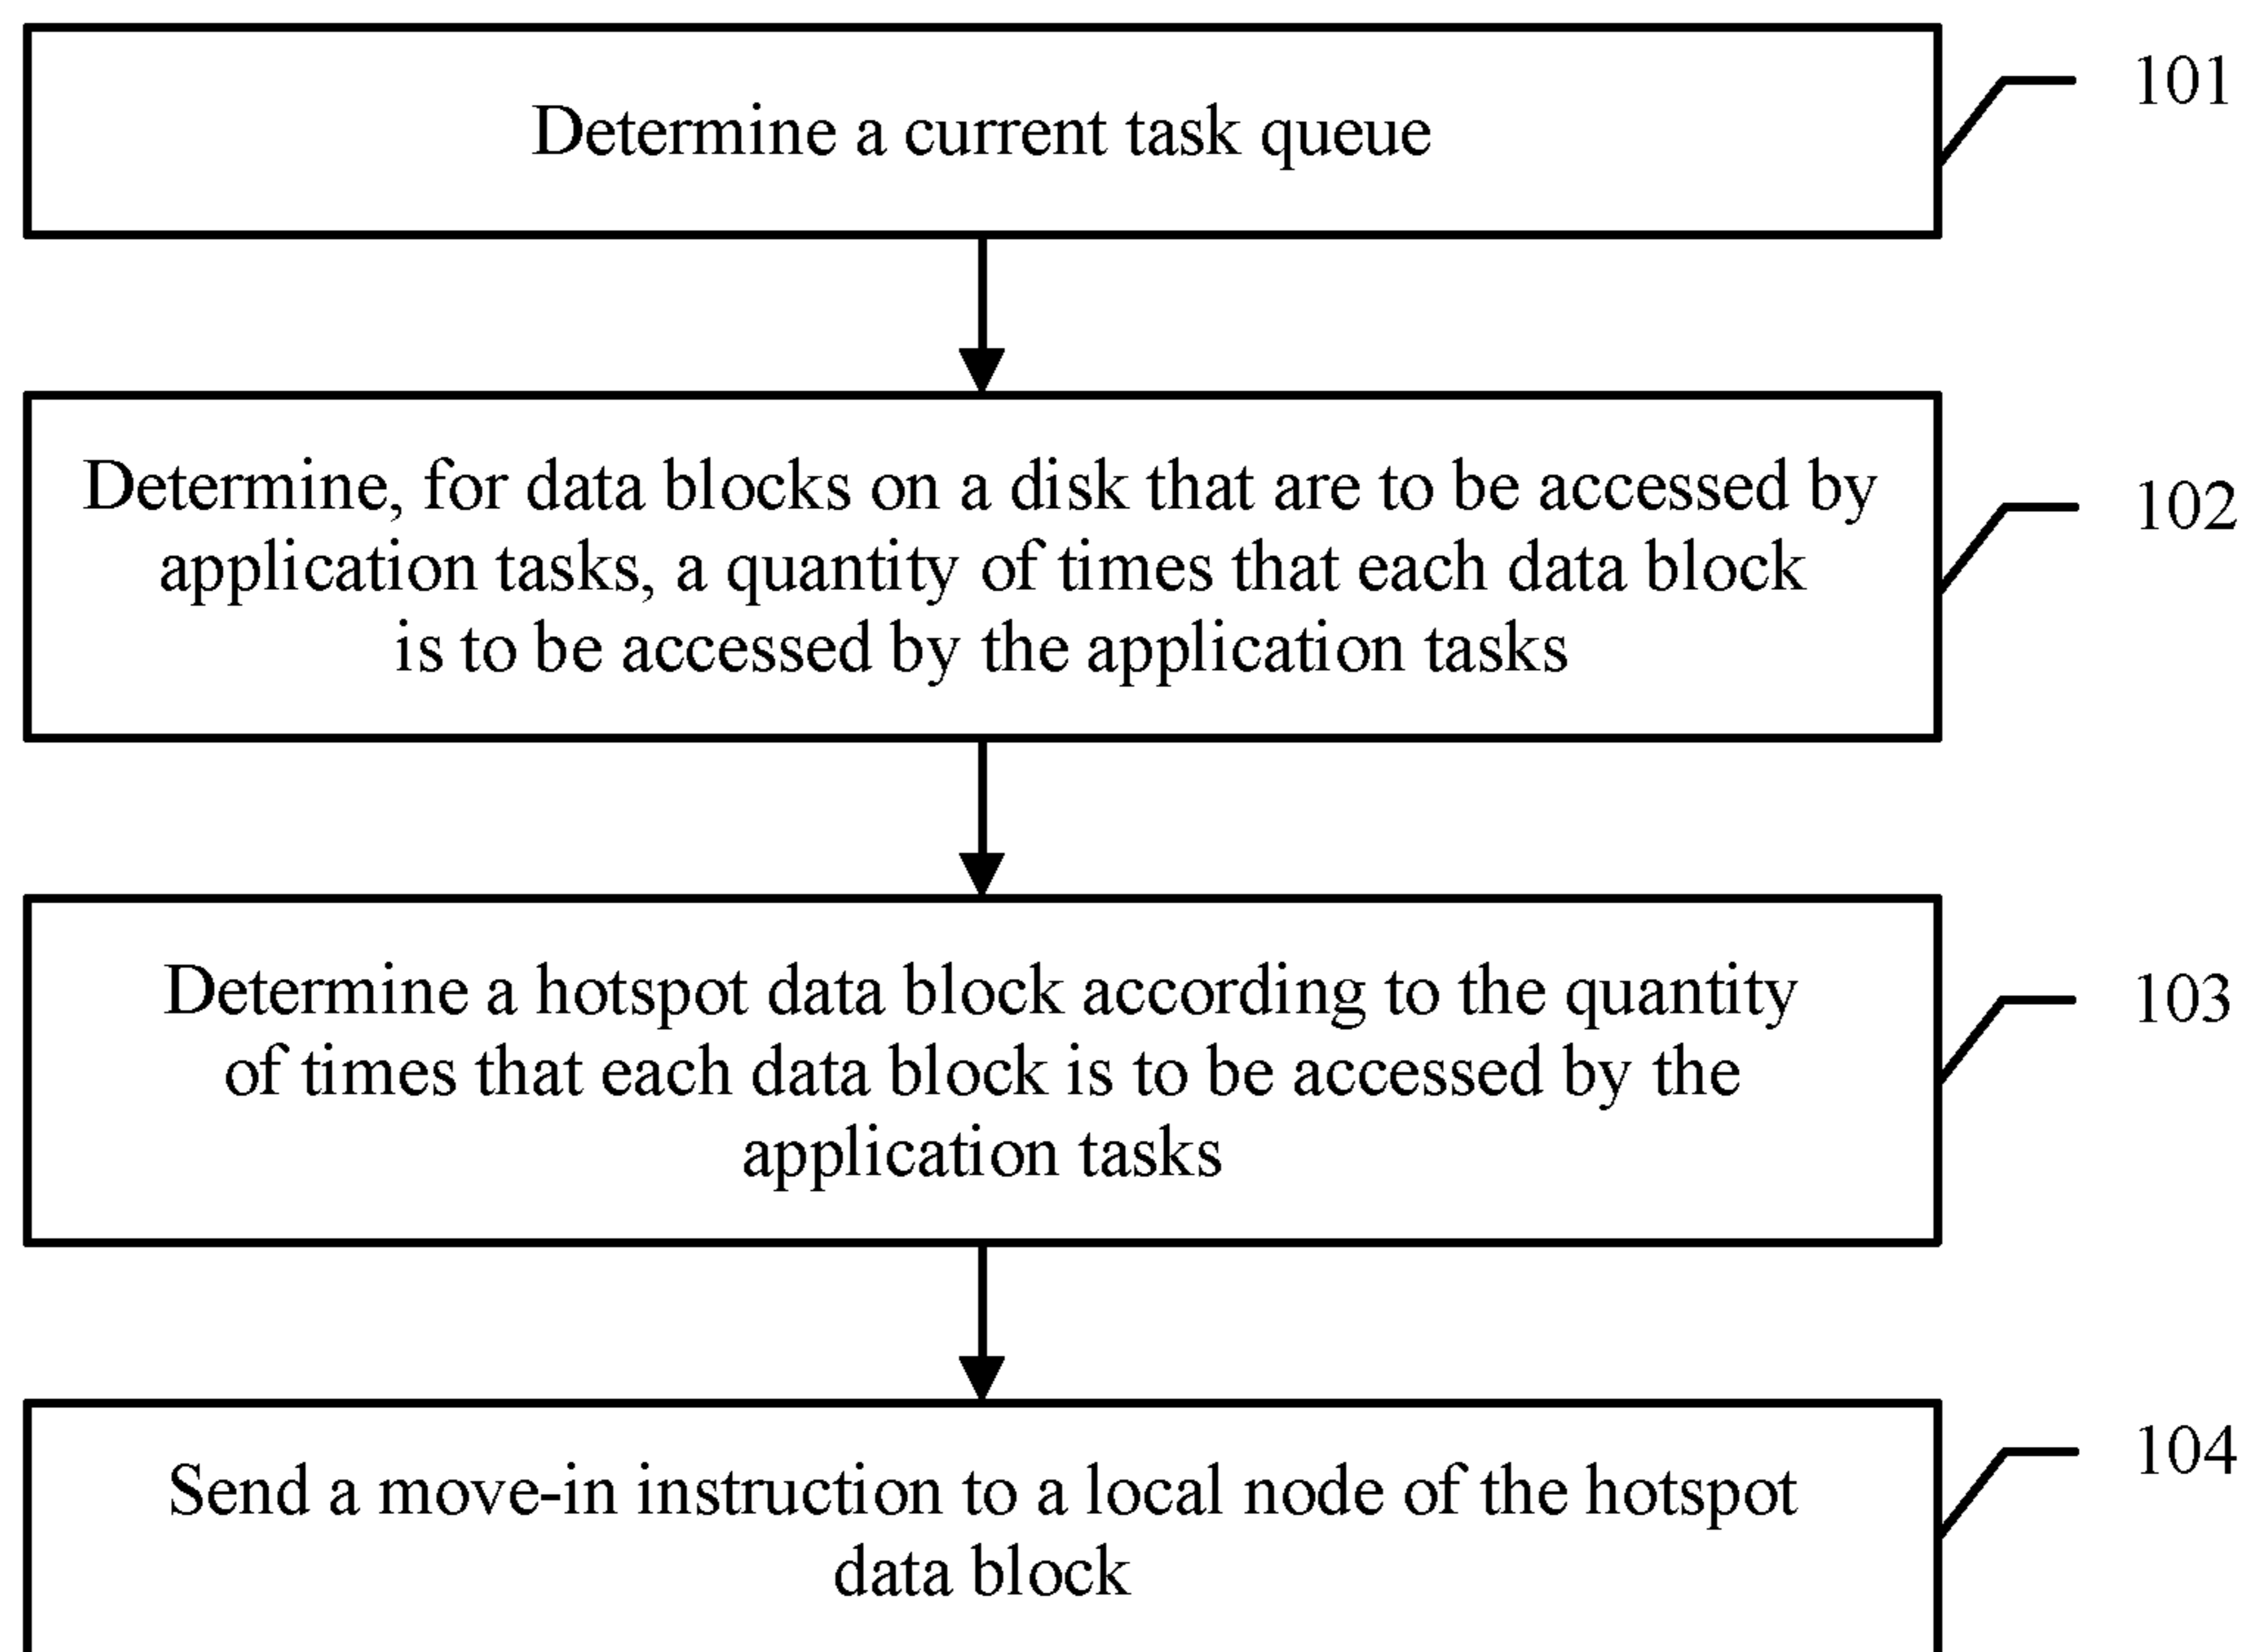 Determine a current task queue
101
Determine, for data blocks on a disk that are to be accessed by
application tasks, a quantity of times that each data block
is to be accessed by the application tasks
102
Determine a hotspot data block according to the quantity
of times that each data block is to be accessed by the
application tasks
103
Send a move-in instruction to a local node of the hotspot
data block
104